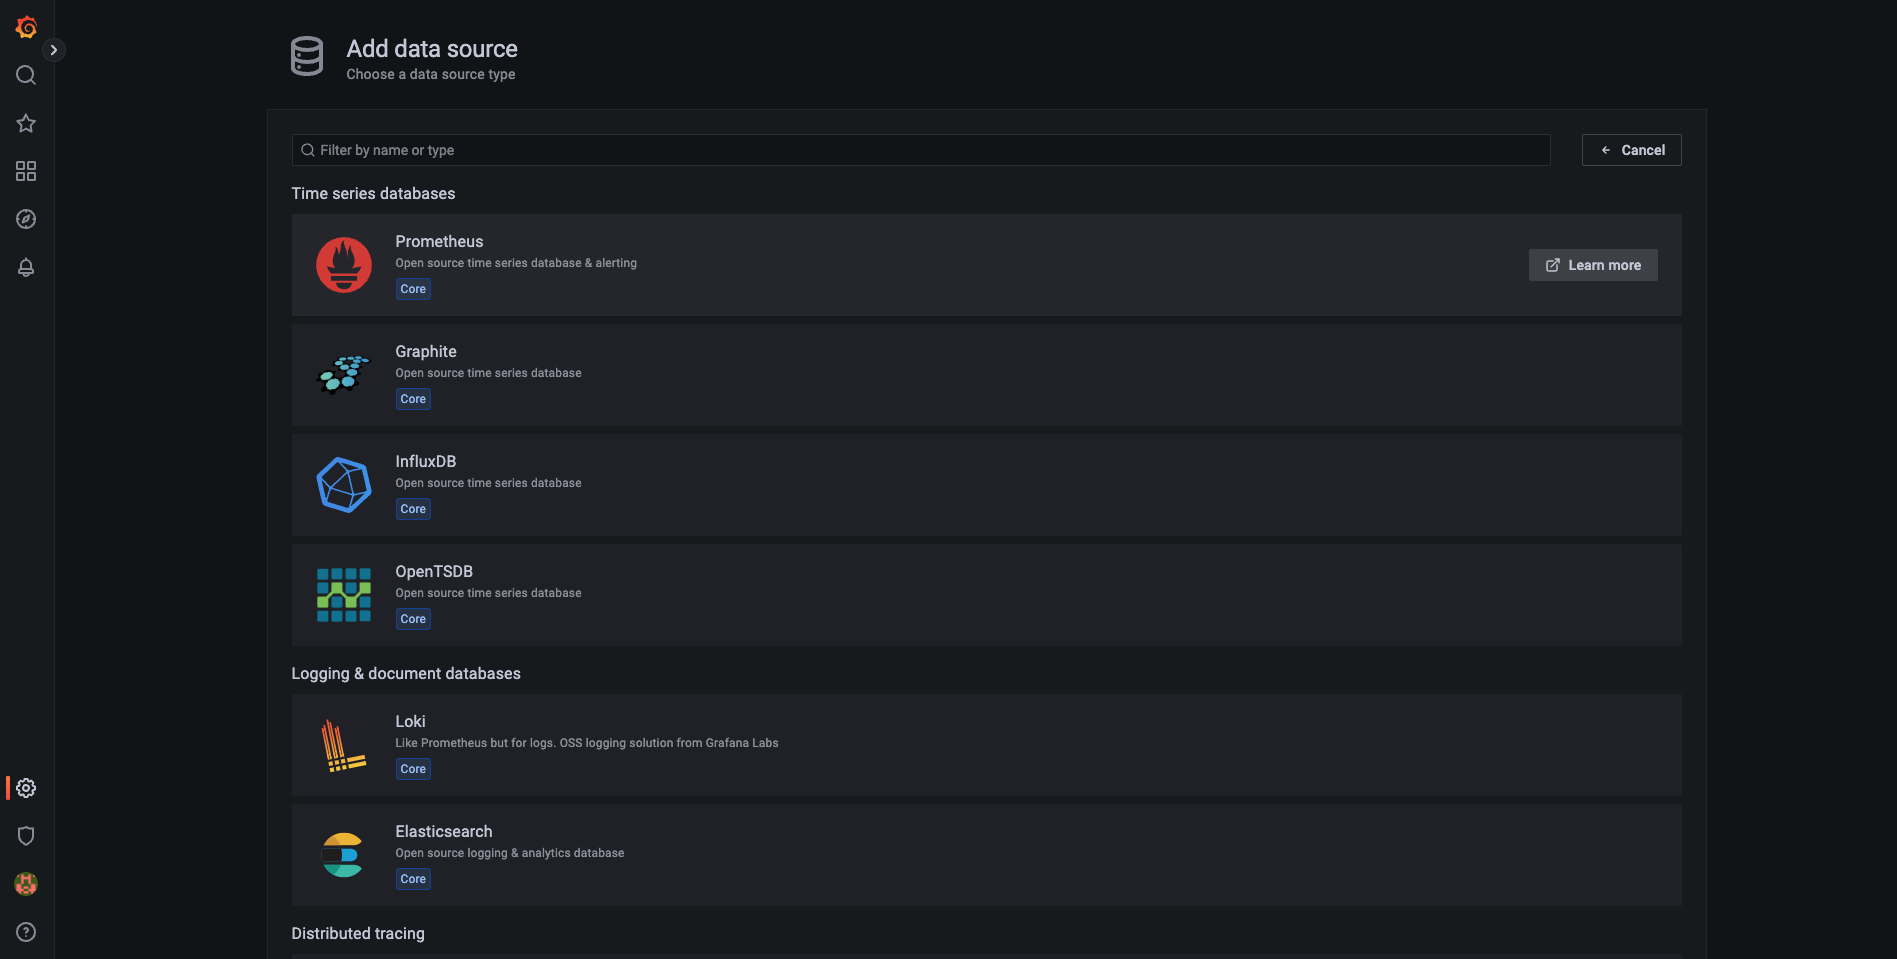 Add data source
Choose a data source type
Filter by name or type
Cancel
Time series databases
Prometheus
Open source time series database & alerting
Core
Learn more
Graphite
Open source time series database
Core
InfluxDB
Open source time series database
Core
OpenTSDB
Open source time series database
Core
Logging & document databases
Loki
Like Prometheus but for logs. OSS logging solution from Grafana Labs
Core
Elasticsearch
Open source logging & analytics database
Core
Distributed tracing